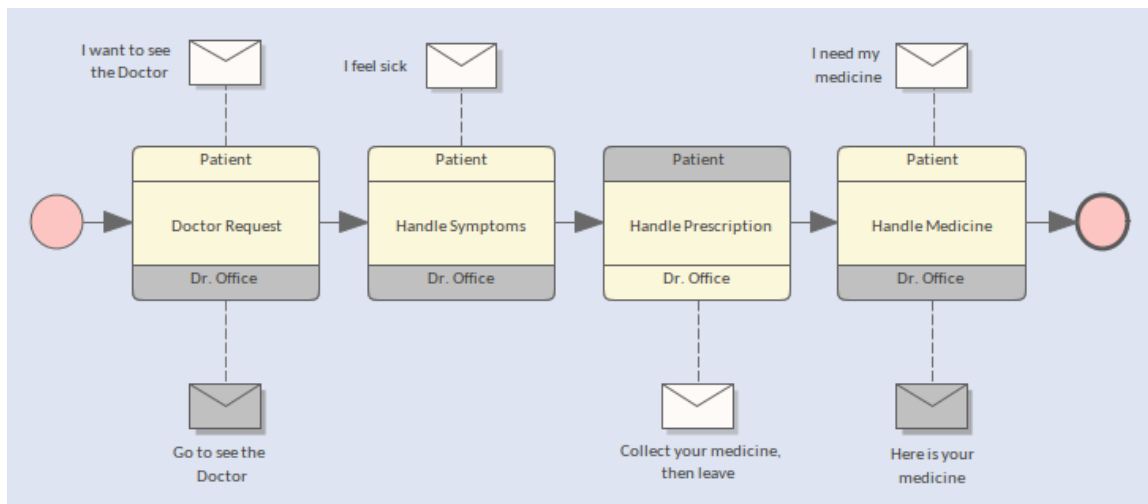 I want to see
the Doctor
I feel sick
I need my
medicine
Patient
Doctor Request
Dr. Office
Patient
Handle Symptoms
Dr. Office
Patient
Handle Prescription
Dr. Office
Patient
Handle Medicine
Dr. Office
Go to see the
Doctor
Collect your medicine,
then leave
Here is your
medicine